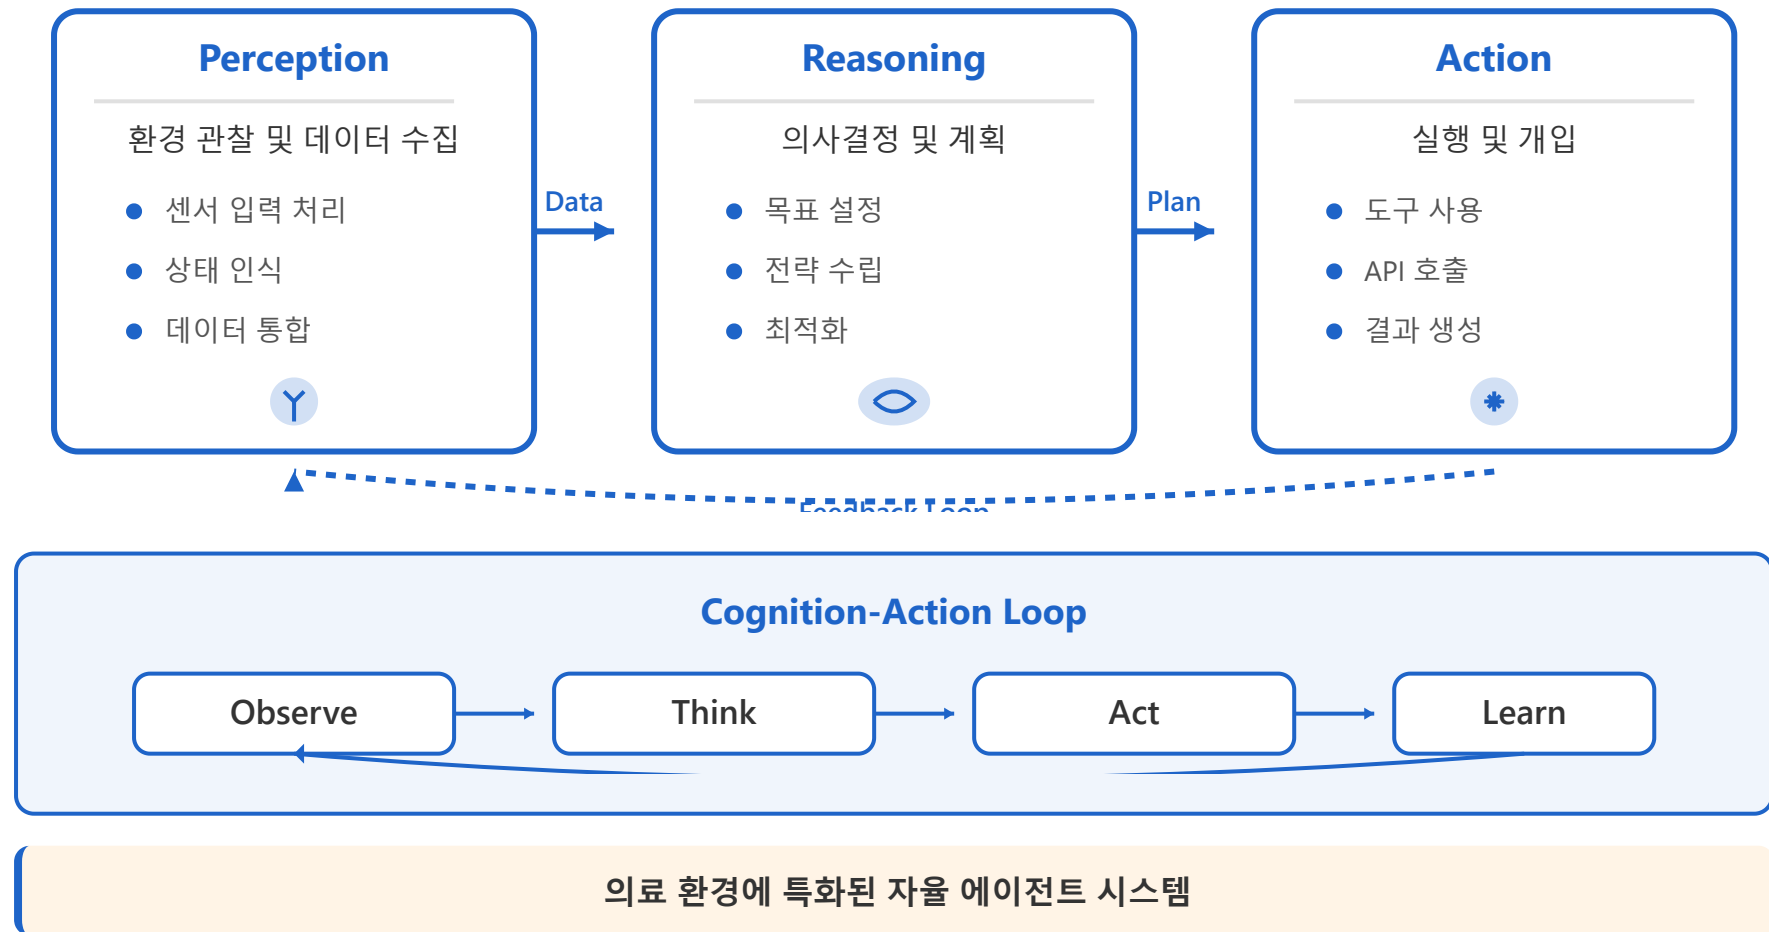 Perception
환경 관찰 및 데이터 수집
센서 입력 처리
상태 인식
데이터 통합
Data
Reasoning
의사결정 및 계획
목표 설정
전략 수립
최적화
Plan
Action
실행 및 개입
도구 사용
API 호출
결과 생성
Feedback Loop
Cognition-Action Loop
Observe
Think
Act
Learn
의료 환경에 특화된 자율 에이전트 시스템